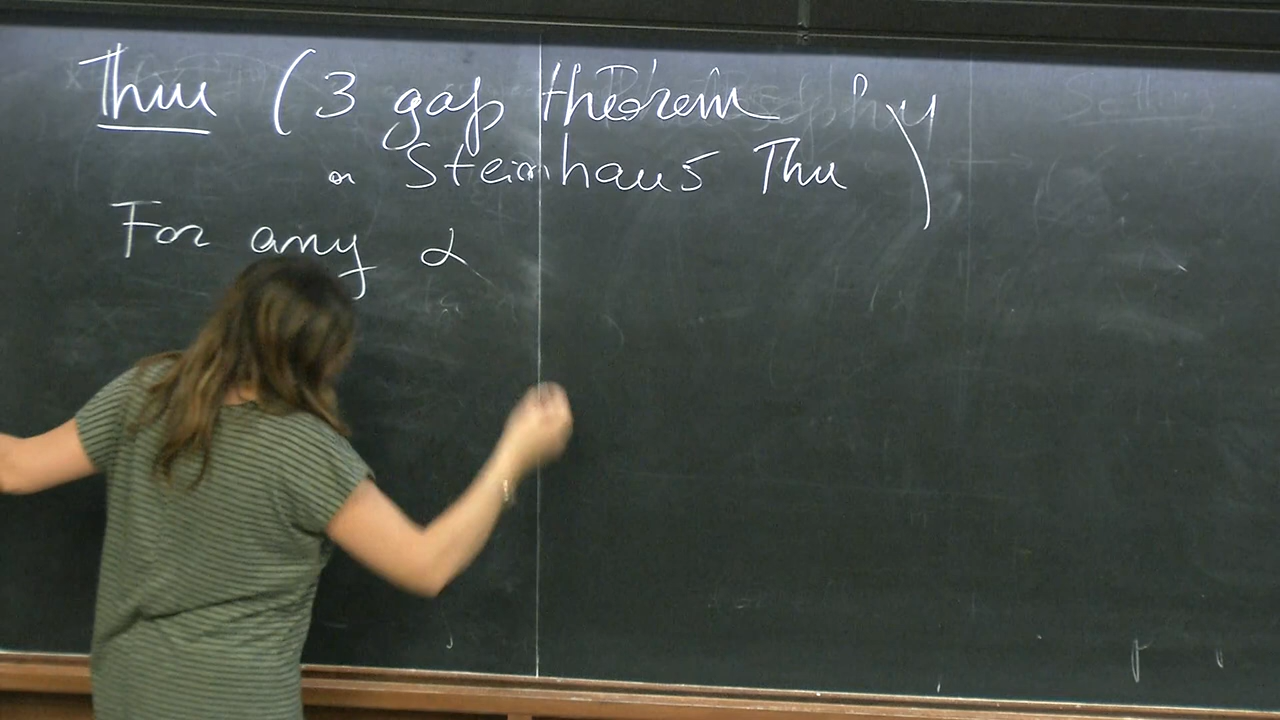 Thm (3 gap theorem
or Steinhaus Thm)
For any α